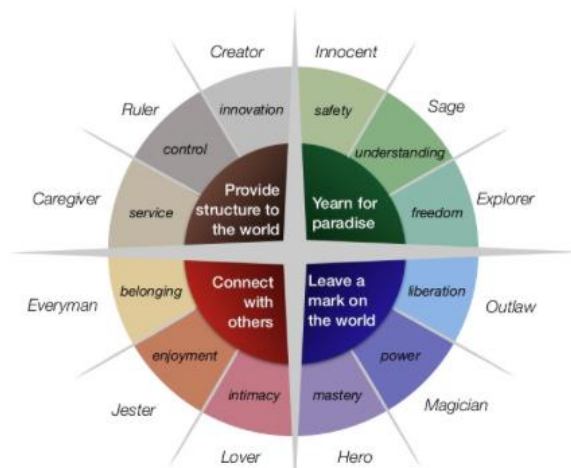 Creator
Innocent
Ruler
innovation
safety
Sage
control
understanding
Caregiver
service
Provide
structure to
the world
Yearn for
paradise
freedom
Explorer
Everyman
belonging
Connect
with
others
Leave a
mark on
the world
liberation
Outlaw
enjoyment
power
Jester
intimacy
mastery
Magician
Lover
Hero